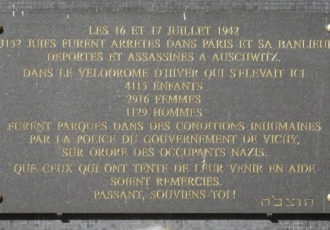 LES 16 ET 17 JUILLET 1942
3152 JUIFS FURENT ARRETES DANS PARIS ET SA BANLIEUE
DEPORTES ET ASSASSINES A AUSCHWITZ.
DANS LE VELODROME D'HIVER QUI S'ELEVAIT ICI
4115 ENFANTS
2916 FEMMES
1129 HOMMES
FURENT PARQUES DANS DES CONDITIONS INHUMAINES
PAR LA POLICE DU GOUVERNEMENT DE VICHY,
SUR ORDRE DES OCCUPANTS NAZIS.
QUE CEUX QUI ONT TENTE DE LEUR VENIR EN AIDE
SOIENT REMERCIES.
PASSANT, SOUVIENS-TOI!